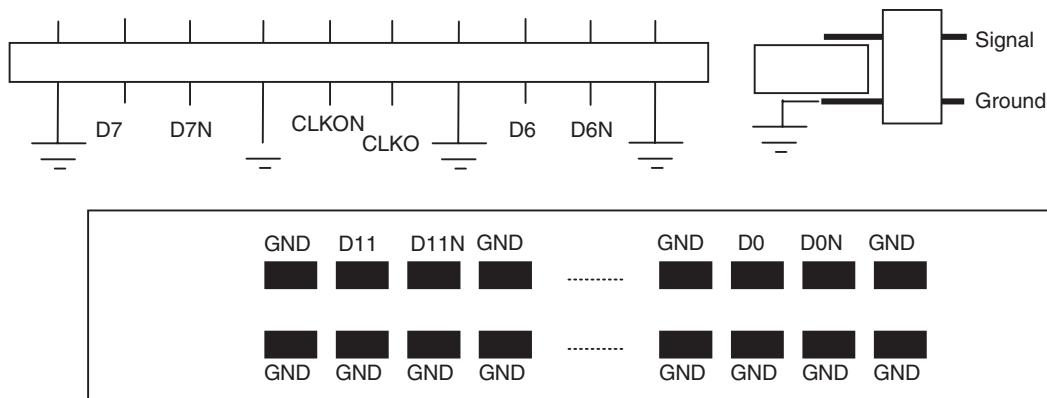 Signal
Ground
D7 D7N CLKON CLKO D6 D6N
GND D11 D11N GND GND D0 D0N GND
GND GND GND GND GND GND GND GND